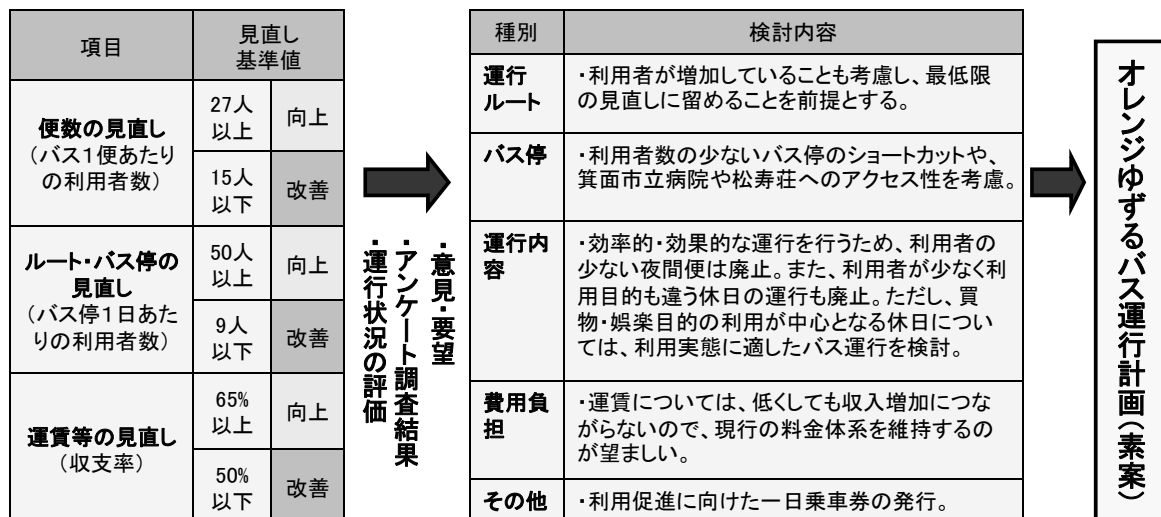 項目
見直し
基準値
便数の見直し
(バス1便あたり
の利用者数)
27人
以上
向上
15人
以下
改善
ルート・バス停の
見直し
(バス停1日あた
りの利用者数)
50人
以上
向上
9人
以下
改善
運賃等の見直し
(収支率)
65%
以上
向上
50%
以下
改善
・意見・要望
・アンケート調査結果
・運行状況の評価
種別
検討内容
運行
ルート
・利用者が増加していることも考慮し、最低限
の見直しに留めることを前提とする。
バス停
・利用者数の少ないバス停のショートカットや、
箕面市立病院や松寿荘へのアクセス性を考慮。
運行内
容
・効率的・効果的な運行を行うため、利用者の
少ない夜間便は廃止。また、利用者が少なく利
用目的も違う休日の運行も廃止。ただし、買
物・娯楽目的の利用が中心となる休日につい
ては、利用実態に適したバス運行を検討。
費用負
担
・運賃については、低くしても収入増加につな
がらないので、現行の料金体系を維持するの
が望ましい。
その他
・利用促進に向けた一日乗車券の発行。
オレンジゆずるバス運行計画(素案)